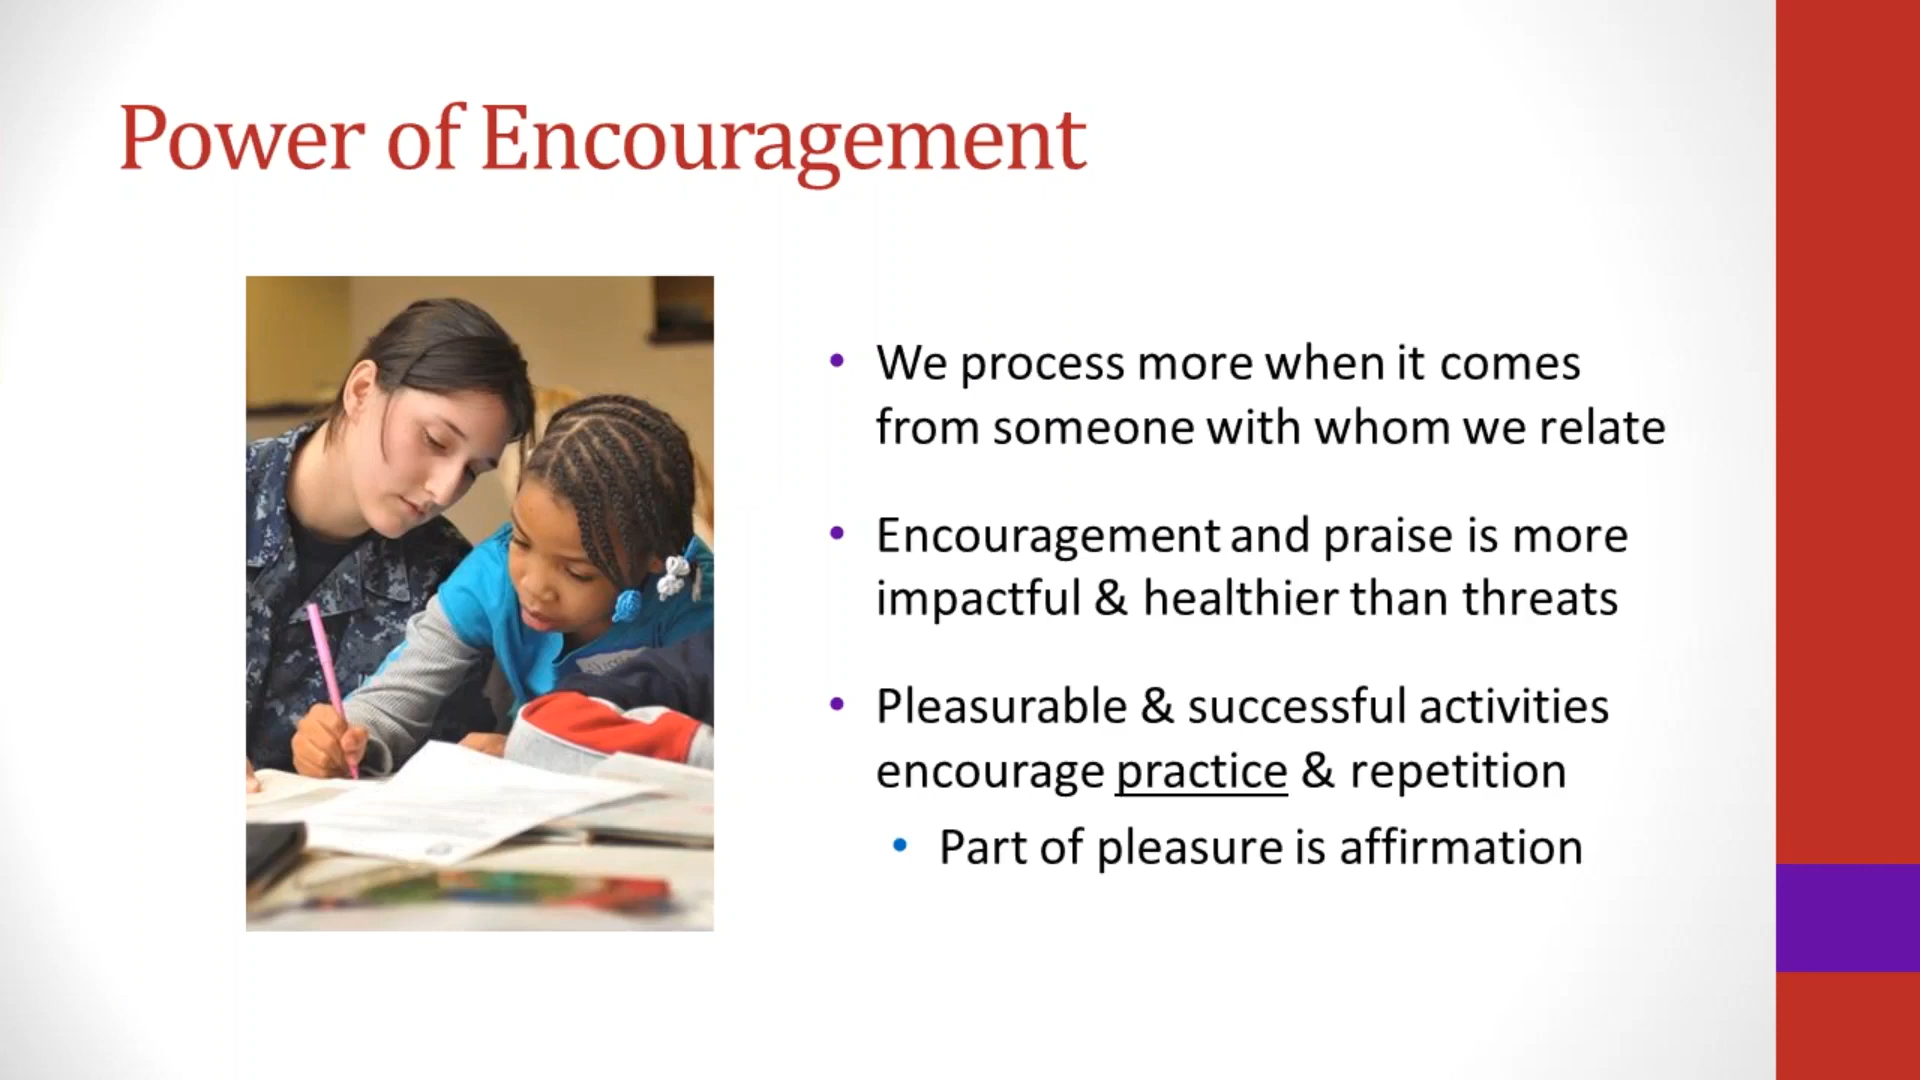 Power of Encouragement
• We process more when it comes
from someone with whom we relate
• Encouragement and praise is more
impactful & healthier than threats
• Pleasurable & successful activities
encourage practice & repetition
• Part of pleasure is affirmation